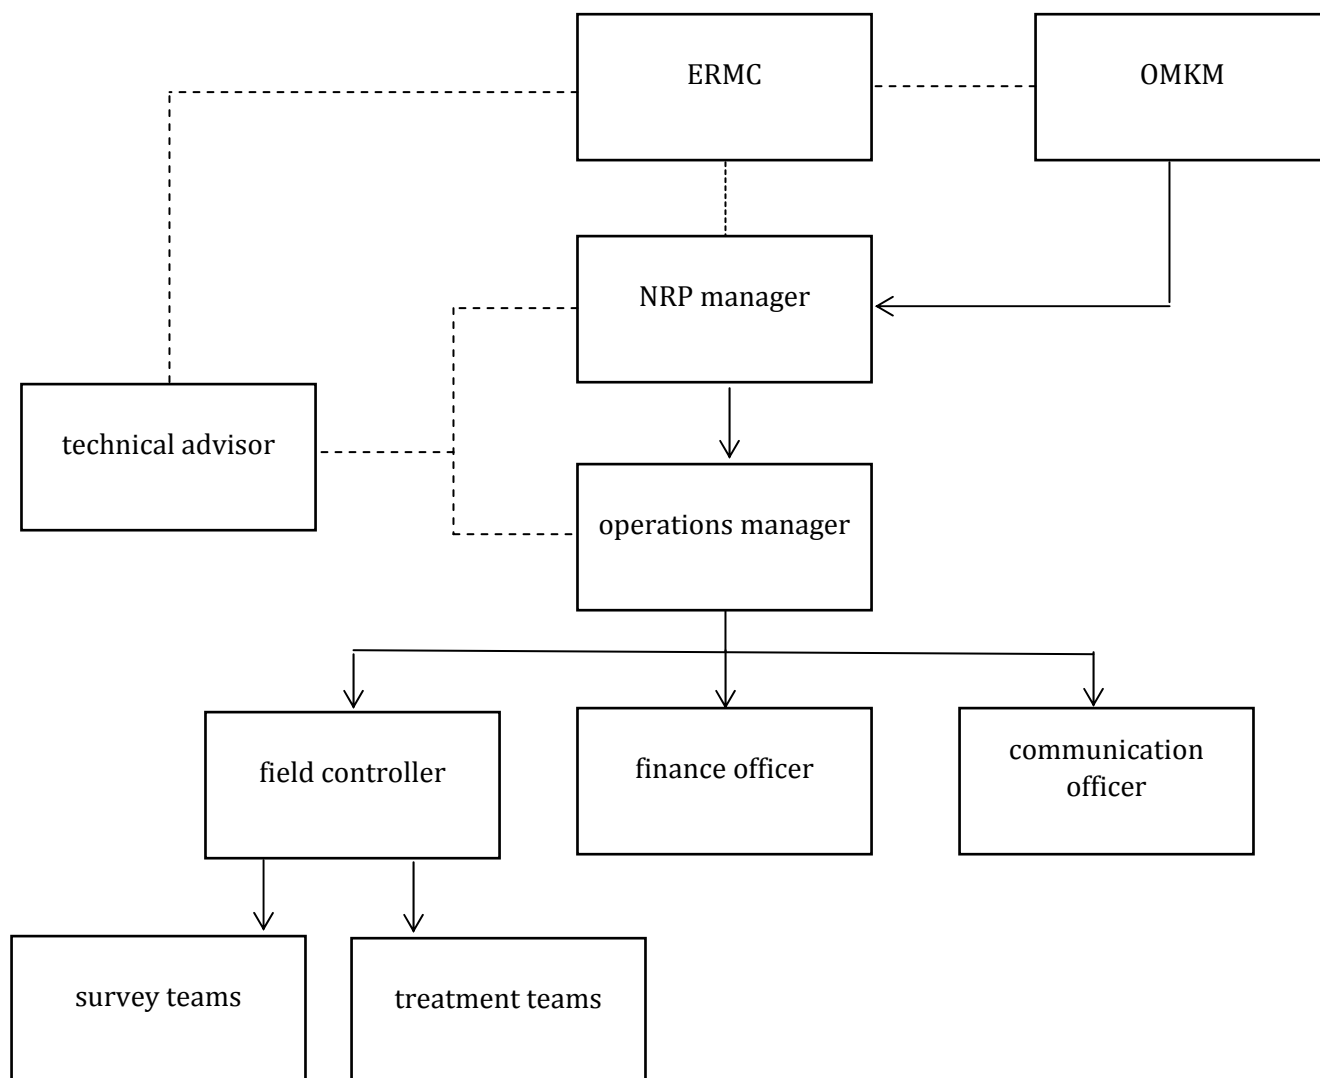 ERMC
OMKM
NRP manager
technical advisor
operations manager
field controller
finance officer
communication
officer
survey teams
treatment teams